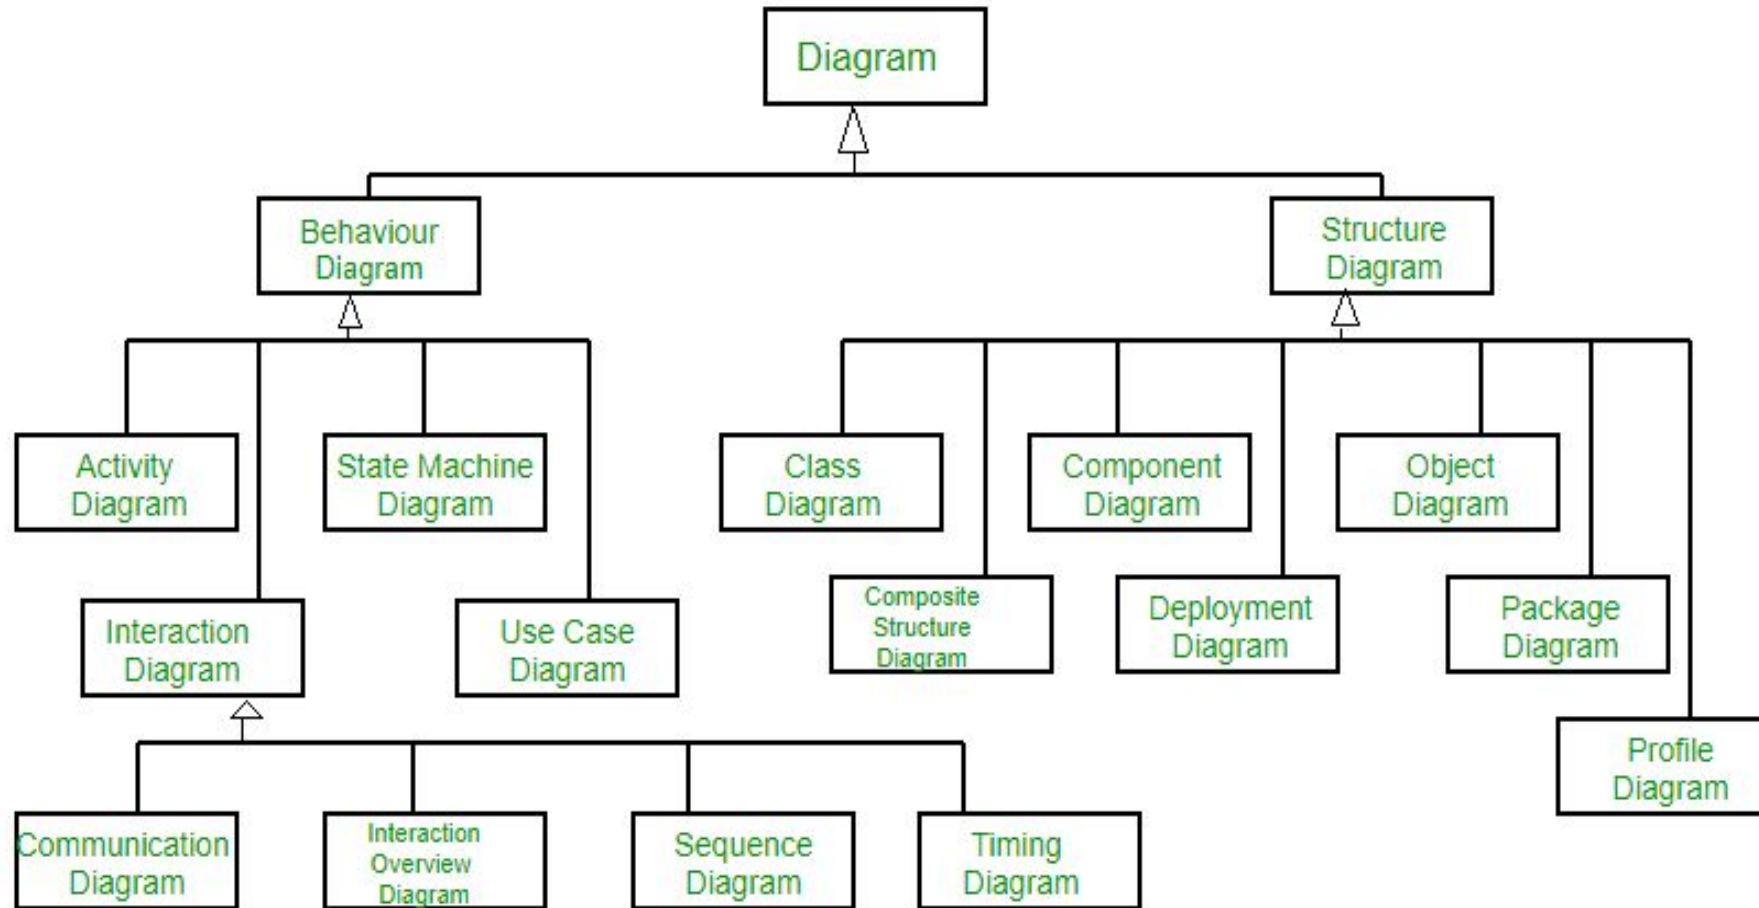 Diagram
Behaviour
Diagram
Structure
Diagram
Activity
Diagram
State Machine
Diagram
Class
Diagram
Component
Diagram
Object
Diagram
Interaction
Diagram
Use Case
Diagram
Composite
Structure
Diagram
Deployment
Diagram
Package
Diagram
Profile
Diagram
Communication
Diagram
Interaction
Overview
Diagram
Sequence
Diagram
Timing
Diagram